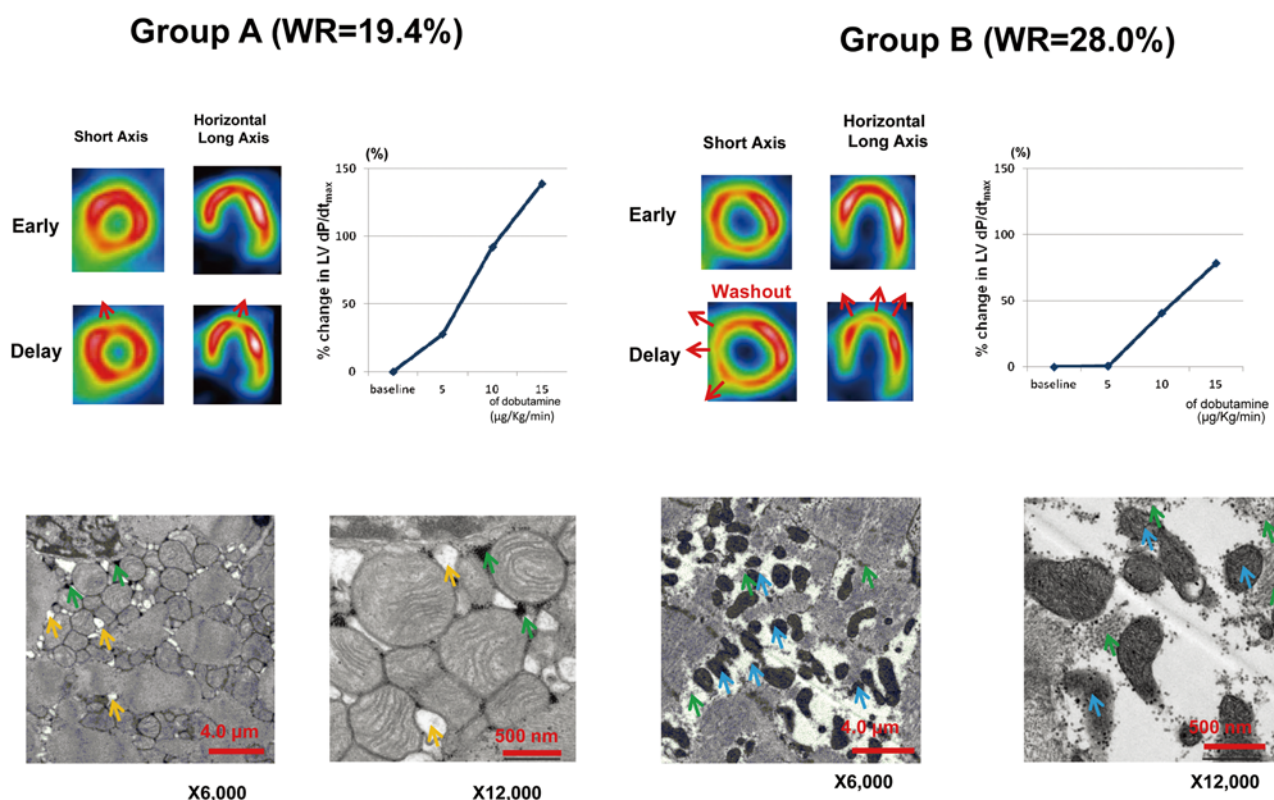 Group A (WR=19.4%)
Group B (WR=28.0%)
Short Axis
Horizontal
Long Axis
Early
Delay
(%)
% change in LV dP/dtmax
150
100
50
0
baseline
5
10
15
of dobutamine
(µg/Kg/min)
Short Axis
Horizontal
Long Axis
Early
Washout
Delay
(%)
% change in LV dP/dtmax
150
100
50
0
baseline
5
10
15
of dobutamine
(µg/Kg/min)
4.0 µm
X6,000
500 nm
X12,000
4.0 µm
X6,000
500 nm
X12,000